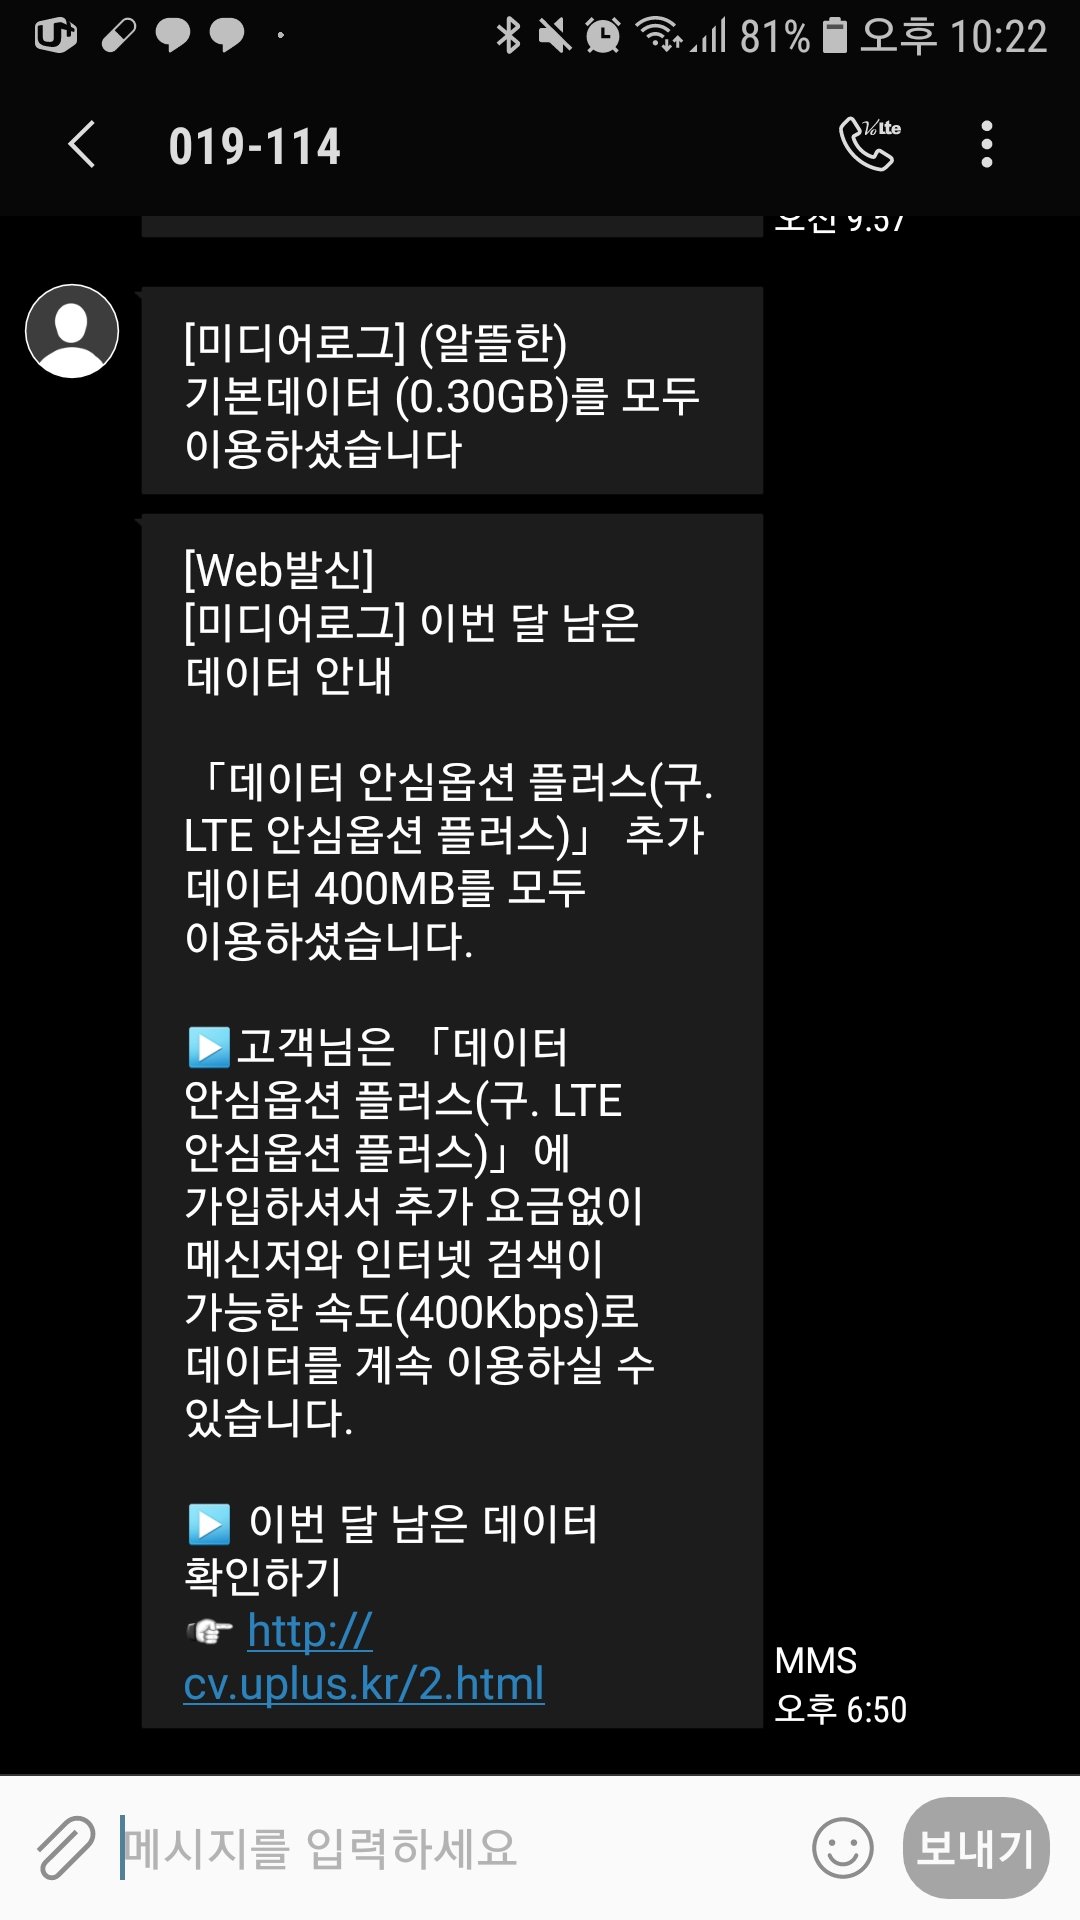 81% 오후 10:22
019-114
VoLte
오전 9:57
[미디어로그] (알뜰한)
기본데이터 (0.30GB)를 모두
이용하셨습니다
[Web발신]
[미디어로그] 이번 달 남은
데이터 안내
「데이터 안심옵션 플러스(구.
LTE 안심옵션 플러스)」 추가
데이터 400MB를 모두
이용하셨습니다.
▶고객님은 「데이터
안심옵션 플러스(구. LTE
안심옵션 플러스)」에
가입하셔서 추가 요금없이
메신저와 인터넷 검색이
가능한 속도(400Kbps)로
데이터를 계속 이용하실 수
있습니다.
▶ 이번 달 남은 데이터
확인하기
☞ http://
cv.uplus.kr/2.html
MMS
오후 6:50
메시지를 입력하세요
보내기